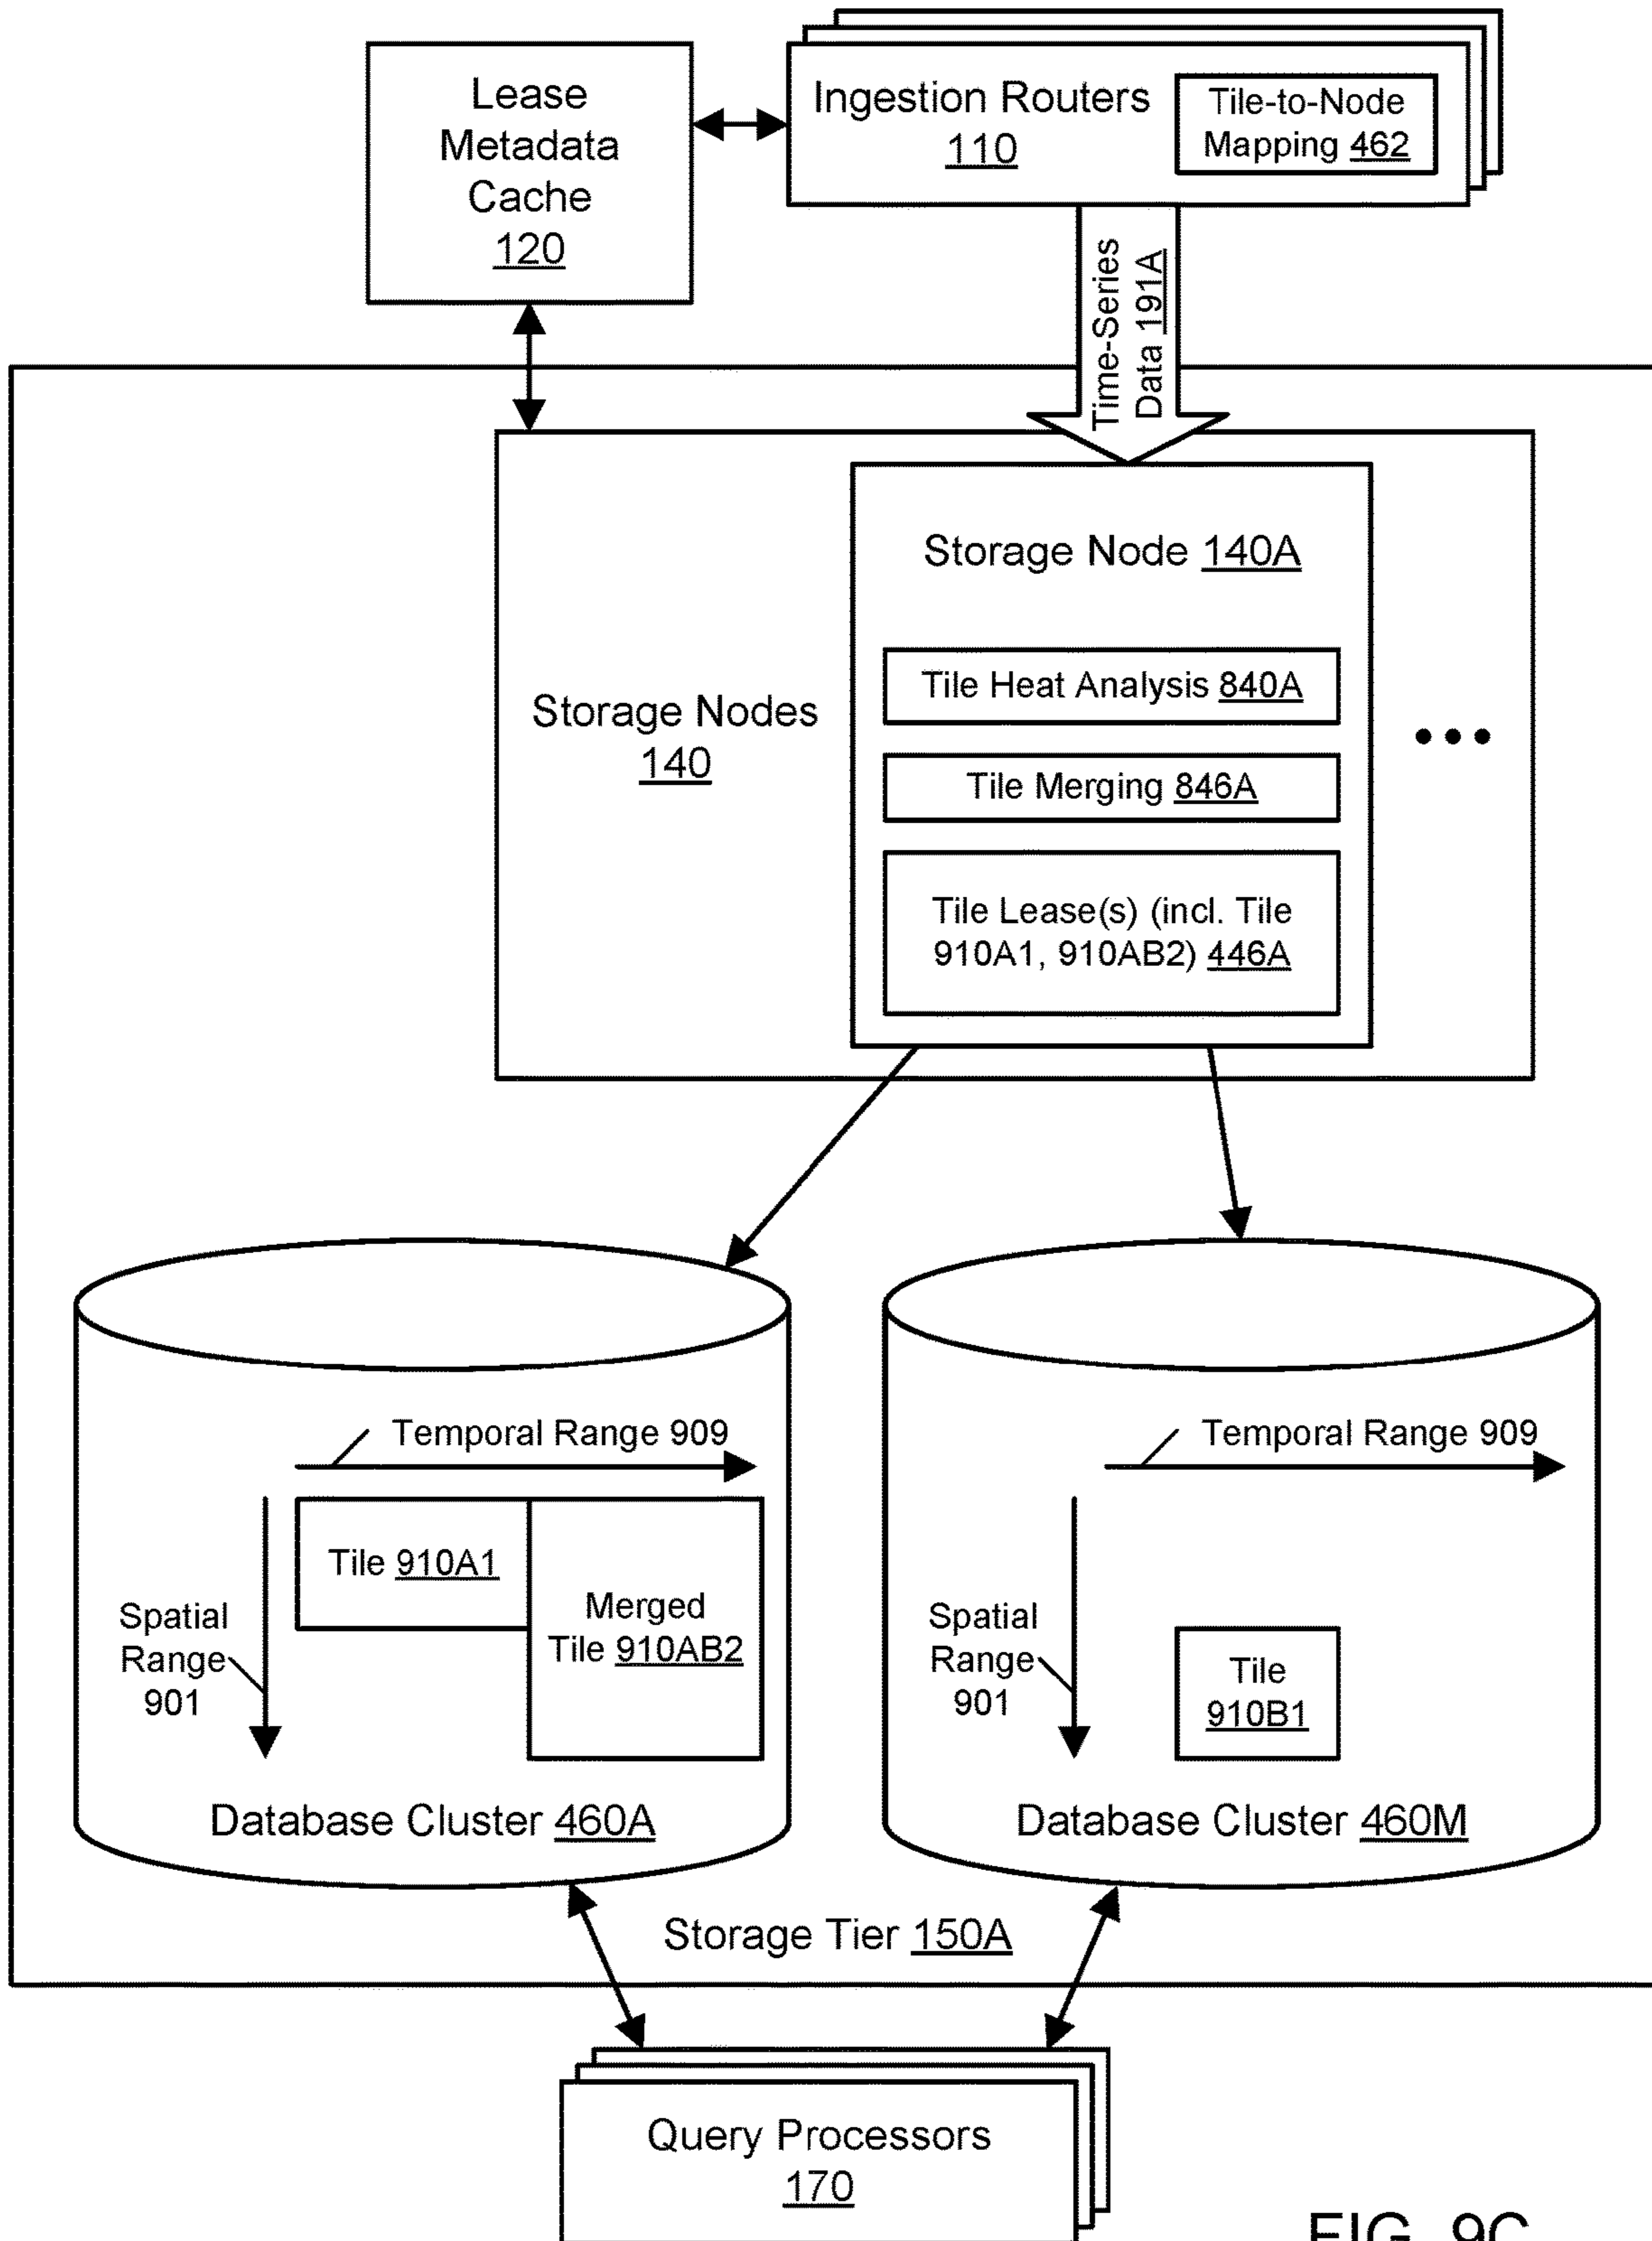 Lease
Metadata
Cache
120
Ingestion Routers
110
Tile-to-Node
Mapping 462
Time-Series
Data 191A
Storage Node 140A
Tile Heat Analysis 840A
Storage Nodes
140
Tile Merging 846A
Tile Lease(s) (incl. Tile
910A1, 910AB2) 446A
Temporal Range 909
Tile 910A1
Merged
Tile 910AB2
Spatial
Range
901
Database Cluster 460A
Temporal Range 909
Spatial
Range
901
Tile
910B1
Database Cluster 460M
Storage Tier 150A
Query Processors
170
FIG. 9C